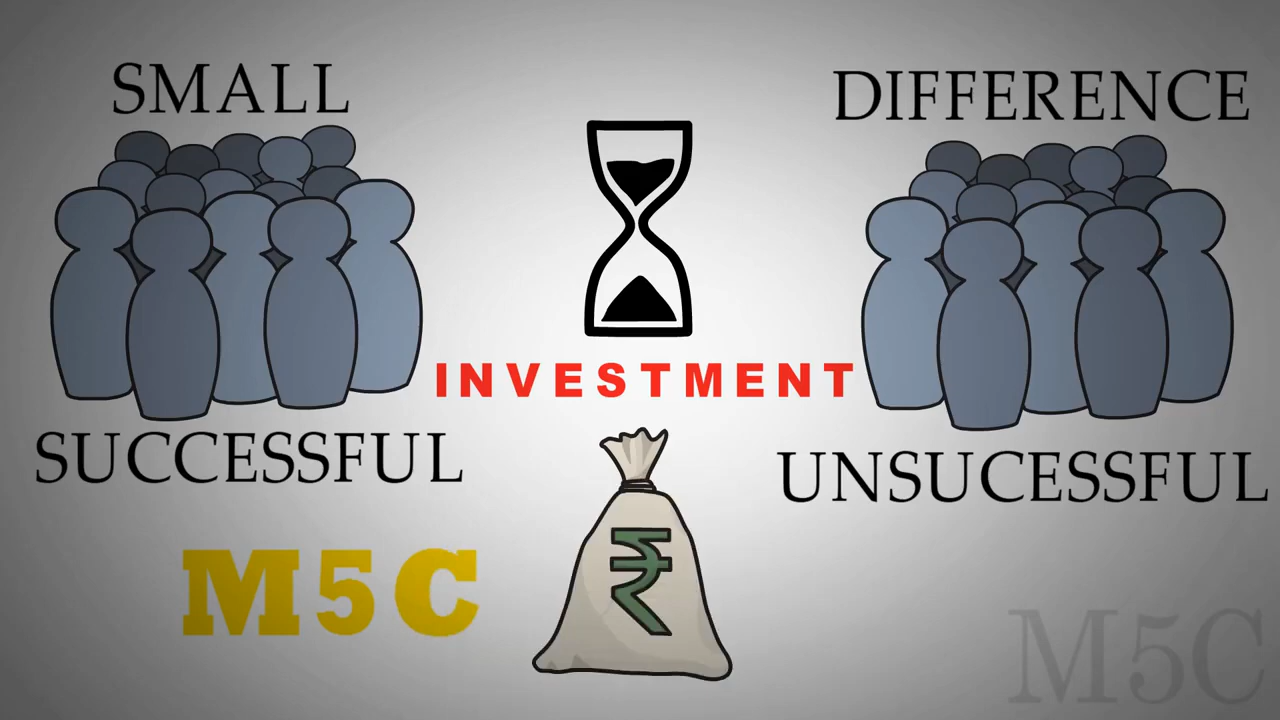 SMALL
DIFFERENCE
INVESTMENT
SUCCESSFUL
UNSUCESSFUL
₹
M5C
M5C